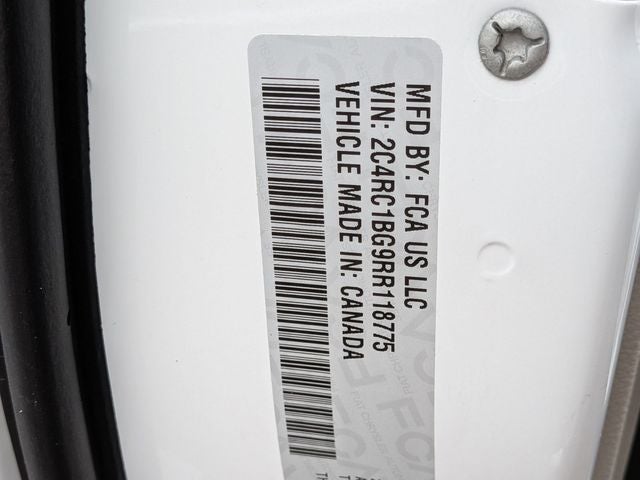 MFD BY: FCA US LLC
VIN: 2C4RC1BG9RR118775
VEHICLE MADE IN: CANADA